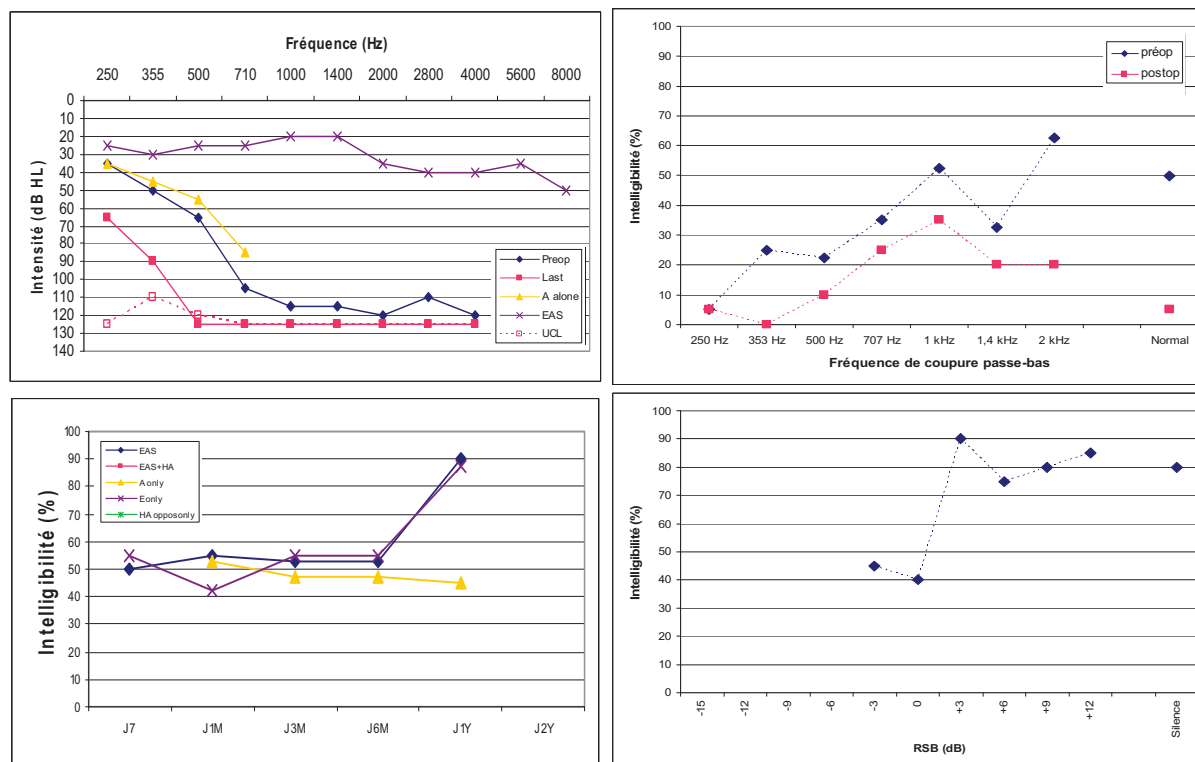 Fréquence (Hz)
250 355 500 710 1000 1400 2000 2800 4000 5600 8000
Intensité (dB HL)
0
10
20
30
40
50
60
70
80
90
100
110
120
130
140
Preop
Last
A alone
EAS
UCL
Intelligibilité (%)
100
90
80
70
60
50
40
30
20
10
0
préop
postop
250 Hz 353 Hz 500 Hz 707 Hz 1 kHz 1,4 kHz 2 kHz Normal
Fréquence de coupure passe-bas
Intelligibilité (%)
100
90
80
70
60
50
40
30
20
10
0
EAS
EAS+HA
A only
E only
HA opposonly
J7 J1M J3M J6M J1Y J2Y
Intelligibilité (%)
100
90
80
70
60
50
40
30
20
10
0
-15 -12 -9 -6 -3 0 +3 +6 +9 +12 Silence
RSB (dB)